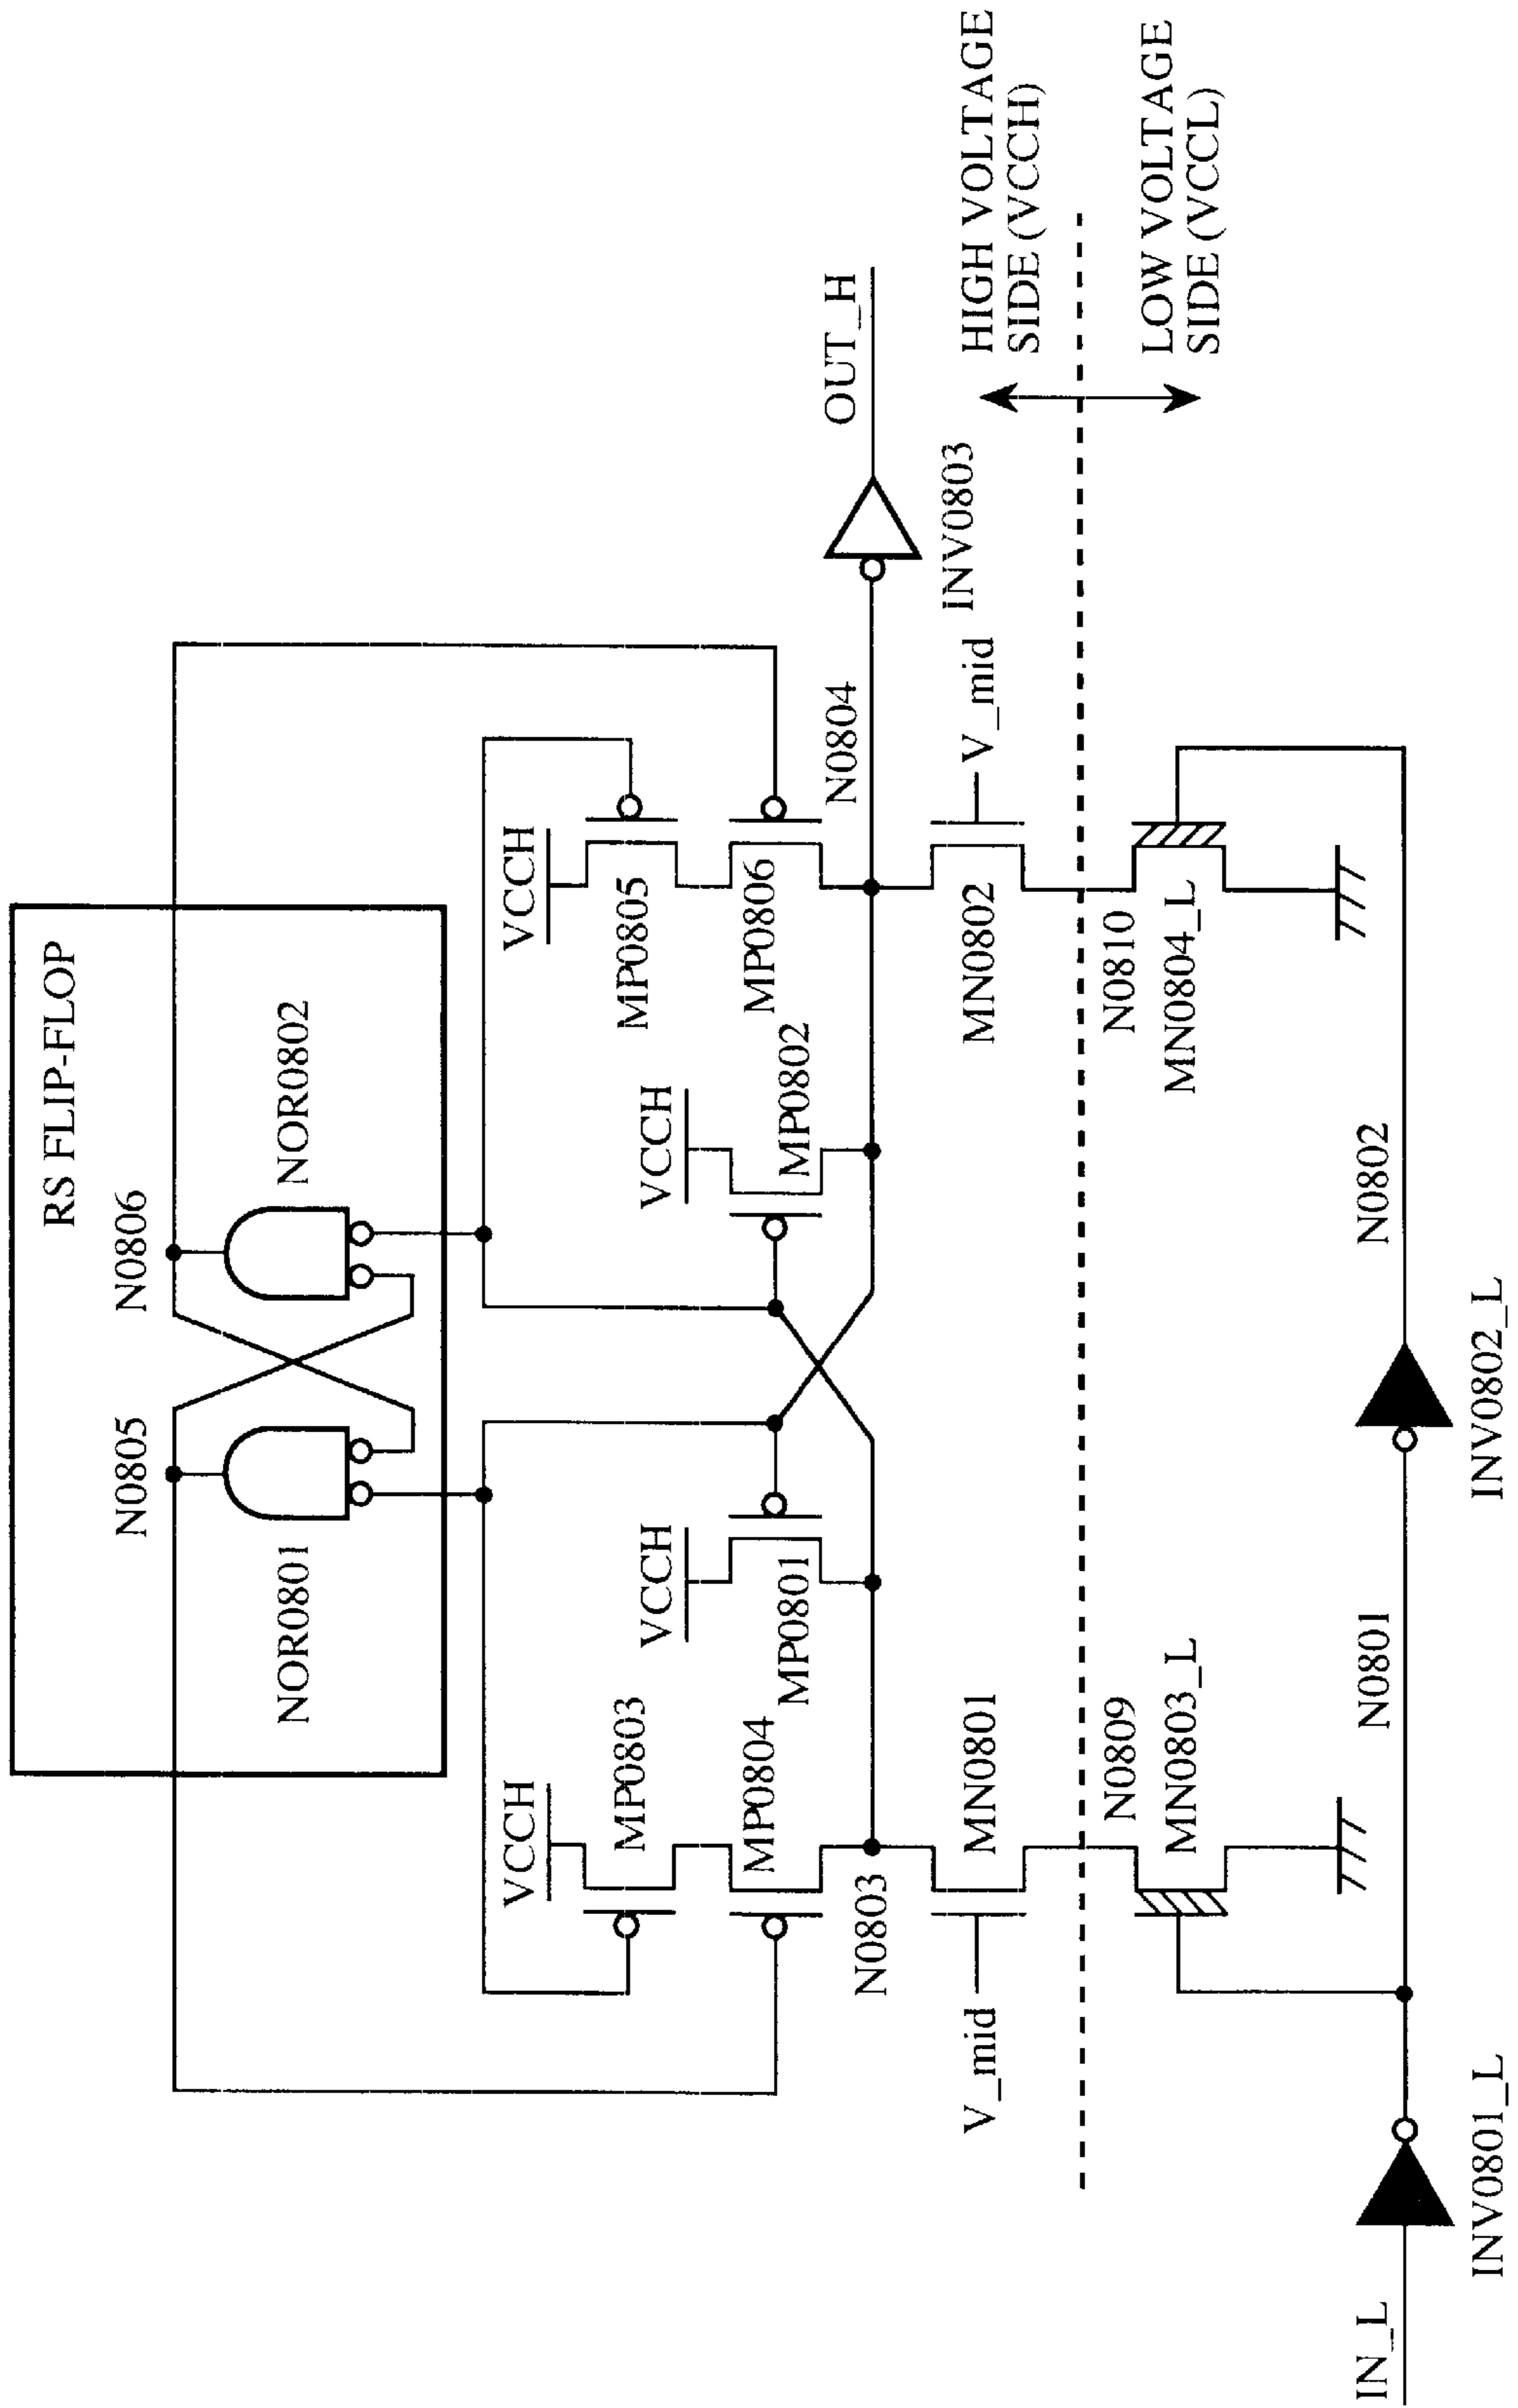 RS FLIP-FLOP
N0805
N0806
NOR0801
NOR0802
VCCH
MP0803
MP0804
VCCH
MP0801
VCCH
MP0802
VCCH
MP0805
MP0806
N0803
N0804
OUT_H
INV0803
V_mid
MN0801
MN0802
V_mid
HIGH VOLTAGE
SIDE (VCCH)
LOW VOLTAGE
SIDE (VCCL)
N0809
MN0803_L
N0810
MN0804_L
IN_L
INV0801_L
N0801
INV0802_L
N0802